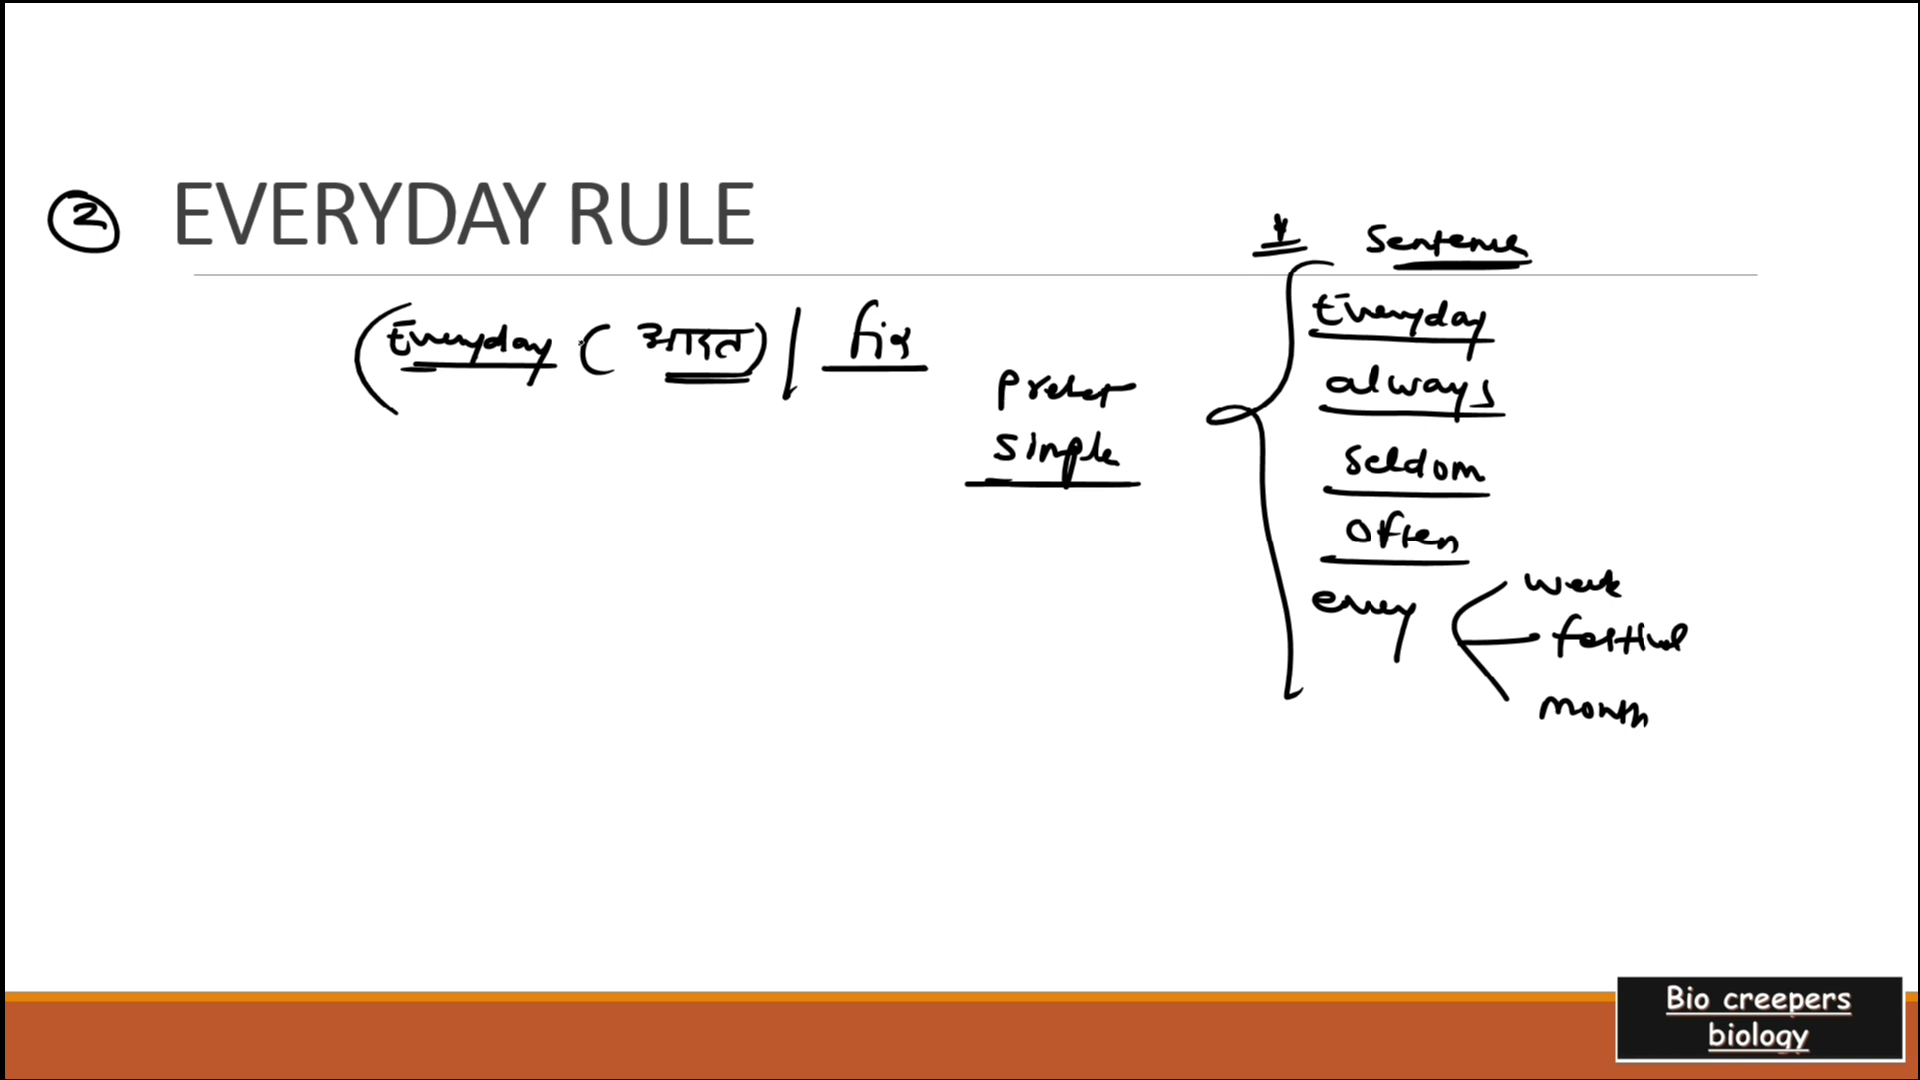 2 EVERYDAY RULE
Sentence
Everyday (आदत) | fix
Everyday
always
Present
Simple
Seldom
Often
every
week
festival
month
Bio creepers
biology